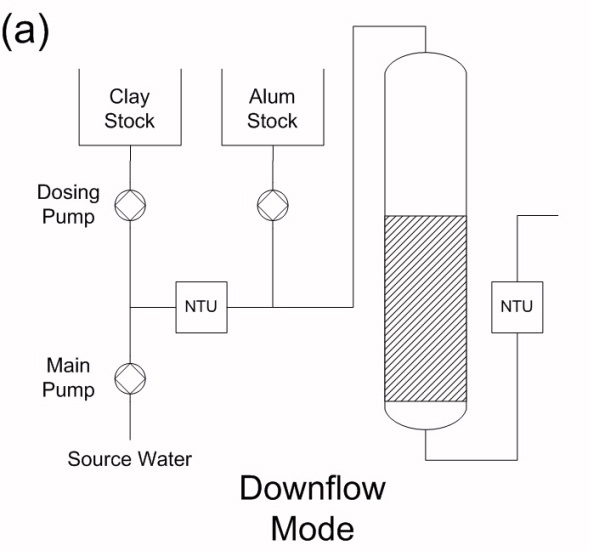 (a)
Clay
Stock
Alum
Stock
Dosing
Pump
NTU
NTU
Main
Pump
Source Water
Downflow
Mode